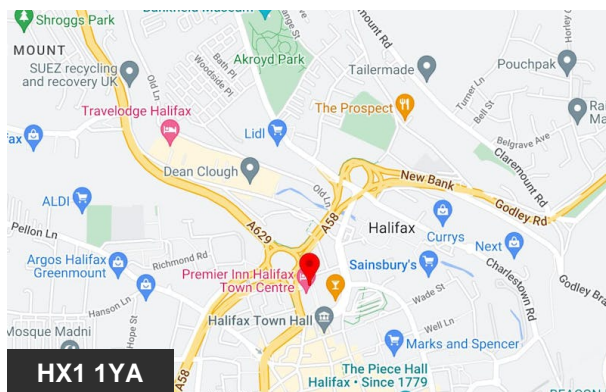 Shroggs Park
Akroyd Park
MOUNT
SUEZ recycling
and recovery UK
Old Ln
Bath Pl
Woodside Pl
Tailermade
Claremount Rd
Pouchpak
Horley
Travelodge Halifax
The Prospect
Turner Ln
Bell St
Belgrave Ave
Lidl
Dean Clough
Old Ln
New Bank
Claremount Rd
ALDI
Pellon Ln
A629
A58
Halifax
Godley Rd
Currys
Next
Argos Halifax
Greenmount
Richmond Rd
Premier Inn Halifax
Town Centre
Sainsbury's
Charlestown Rd
Godley
Hanson Ln
Hope St
Wade St
Mosque Madni
Halifax Town Hall
Well Ln
A58
Marks and Spencer
The Piece Hall
Halifax • Since 1779
HX1 1YA